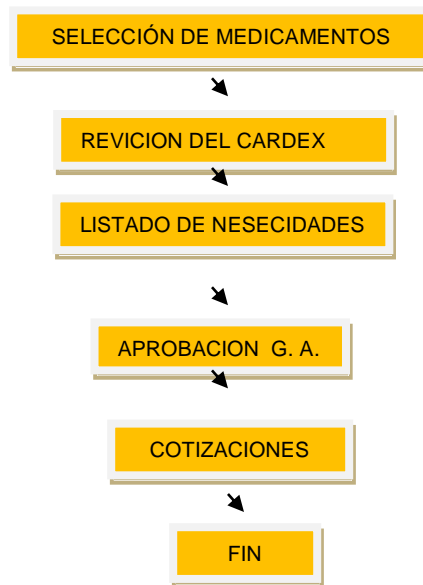 SELECCIÓN DE MEDICAMENTOS
REVICION DEL CARDEX
LISTADO DE NESECIDADES
APROBACION G. A.
COTIZACIONES
FIN